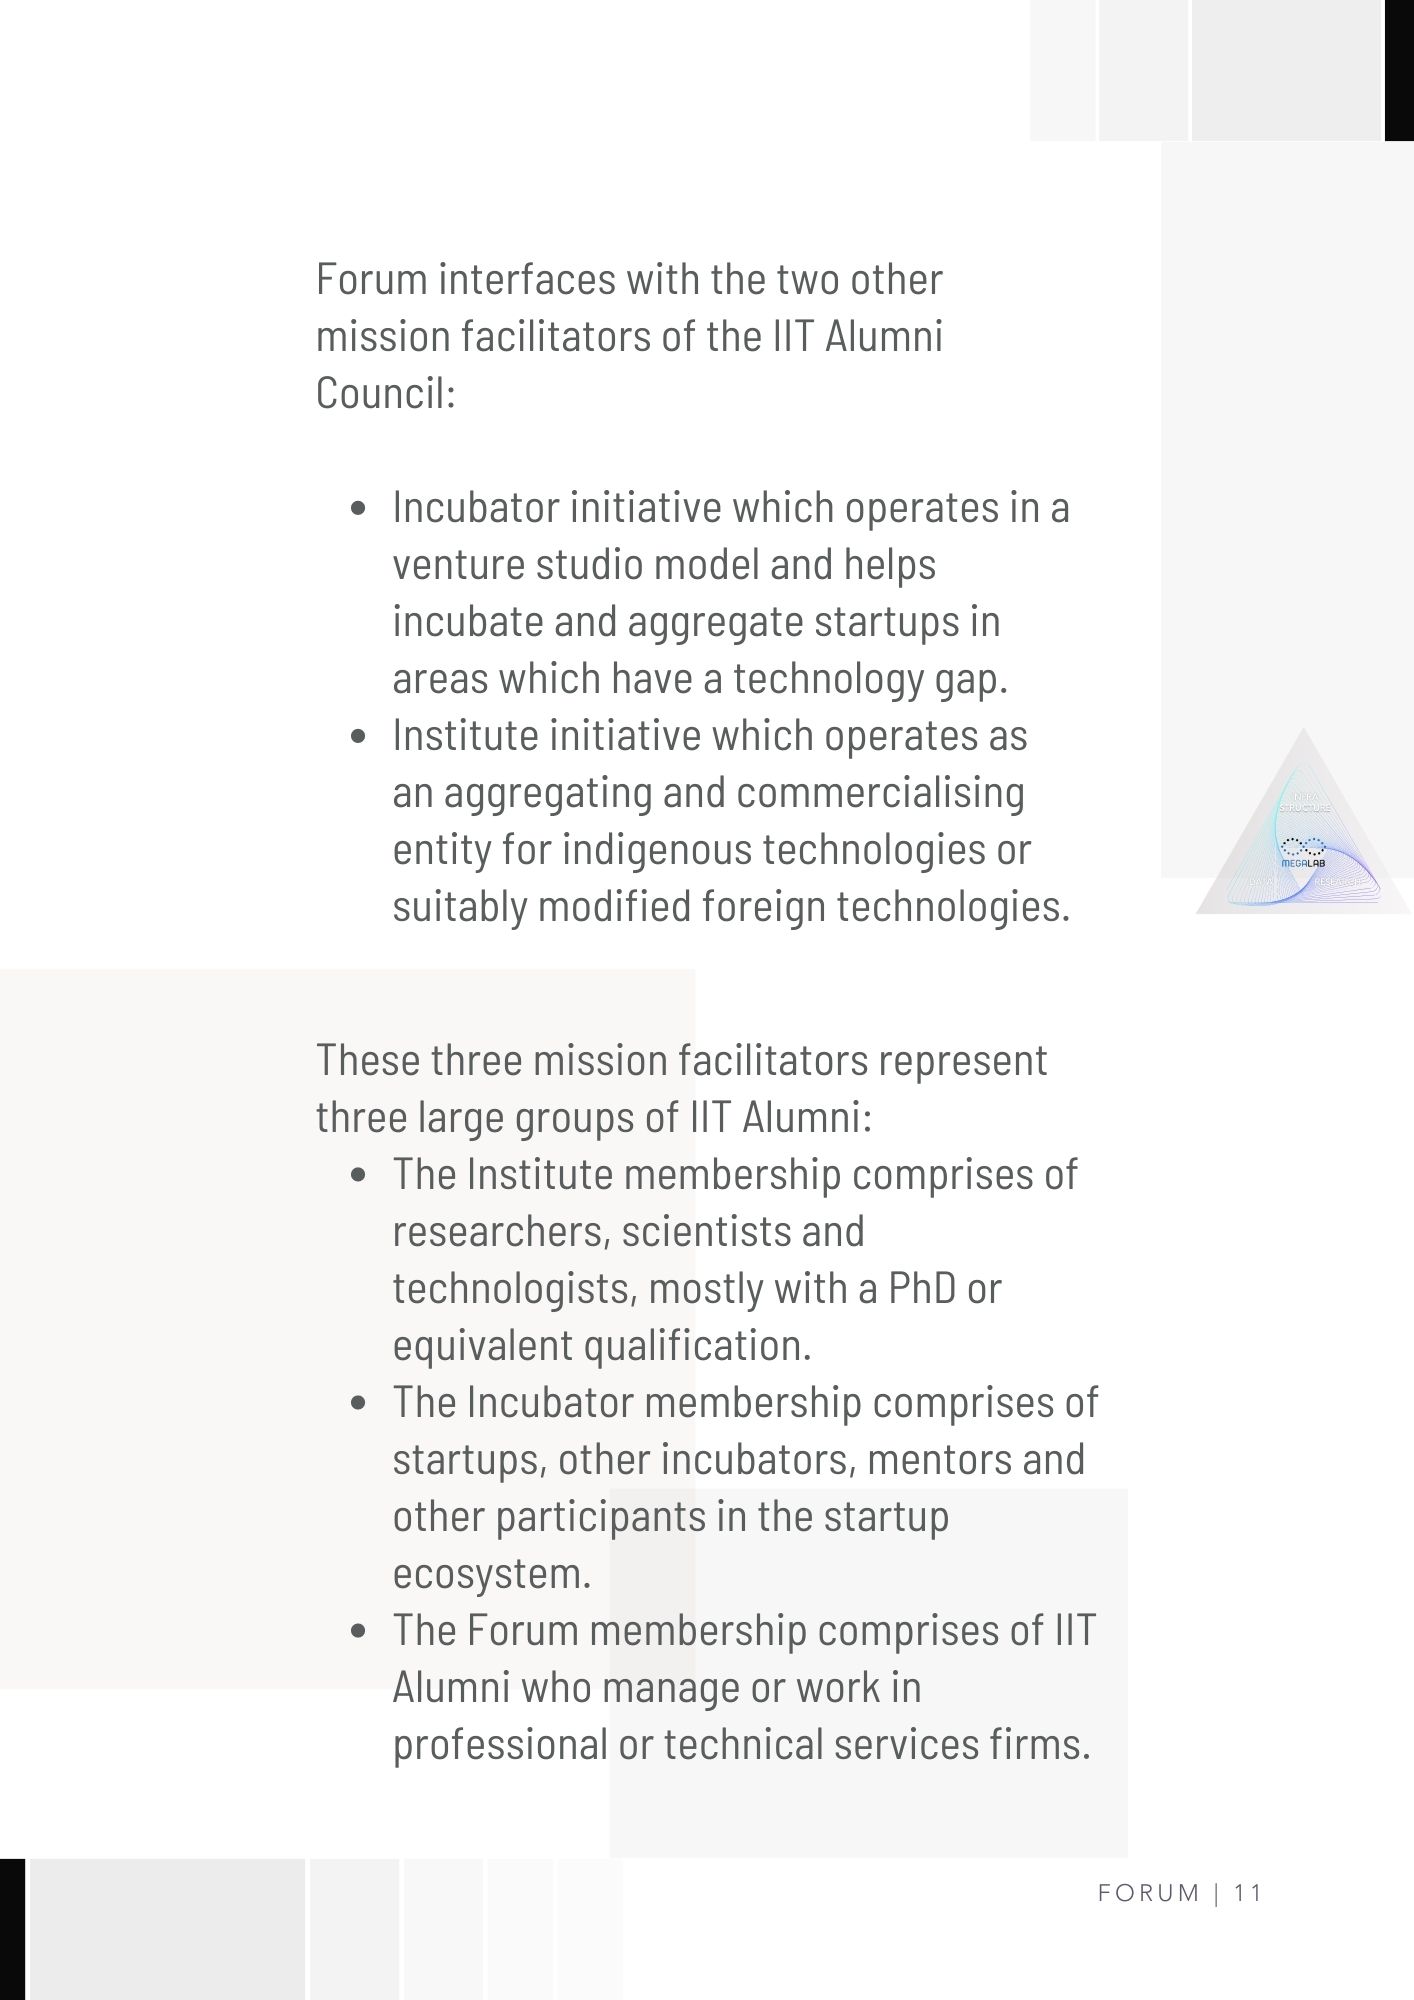 Forum interfaces with the two other
mission facilitators of the IIT Alumni
Council:
• Incubator initiative which operates in a
venture studio model and helps
incubate and aggregate startups in
areas which have a technology gap.
• Institute initiative which operates as
an aggregating and commercialising
entity for indigenous technologies or
suitably modified foreign technologies.
INFRA
STRUCTURE
MEGALAB
DATA
RESEARCH
These three mission facilitators represent
three large groups of IIT Alumni:
• The Institute membership comprises of
researchers, scientists and
technologists, mostly with a PhD or
equivalent qualification.
• The Incubator membership comprises of
startups, other incubators, mentors and
other participants in the startup
ecosystem.
• The Forum membership comprises of IIT
Alumni who manage or work in
professional or technical services firms.
FORUM | 11